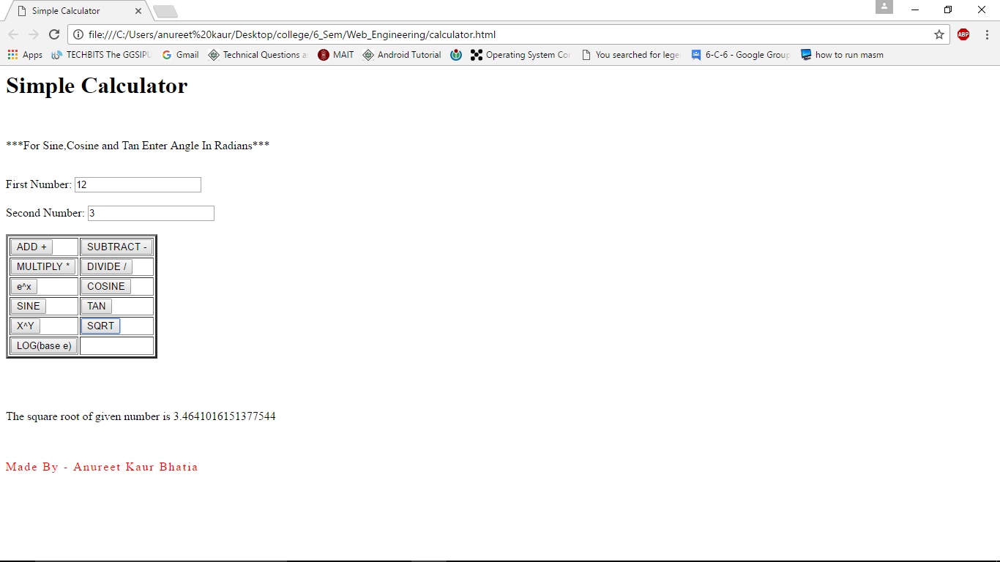 Simple Calculator
file:///C:/Users/anureet%20kaur/Desktop/college/6_Sem/Web_Engineering/calculator.html
ABP
Apps TECHBITS The GGSIPU Gmail Technical Questions a MAIT Android Tutorial Operating System Con You searched for lege 6-C-6 - Google Group how to run masm
Simple Calculator
***For Sine,Cosine and Tan Enter Angle In Radians***
First Number: 12
Second Number: 3
ADD + SUBTRACT -
MULTIPLY * DIVIDE /
e^x COSINE
SINE TAN
X^Y SQRT
LOG(base e)
The square root of given number is 3.4641016151377544
Made By - Anureet Kaur Bhatia